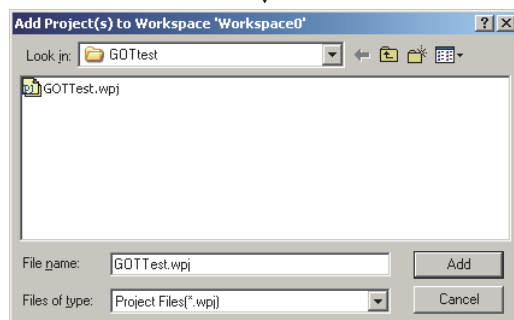 Add Project(s) to Workspace 'Workspace0'
Look in: GOTtest
GOTTest.wpj
File name: GOTTest.wpj Add
Files of type: Project Files(*.wpj) Cancel